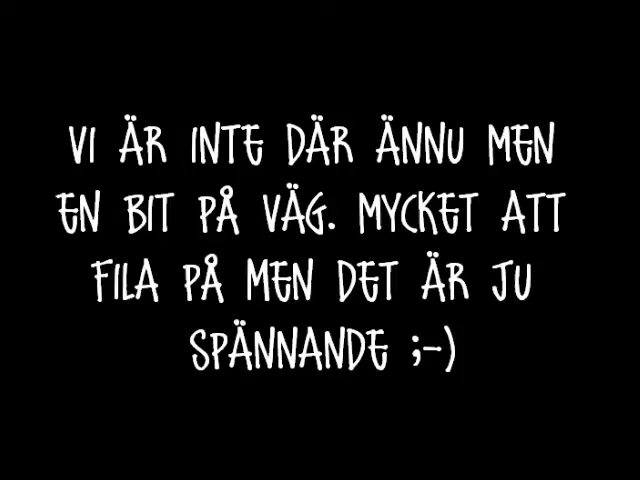 VI ÄR INTE DÄR ÄNNU MEN
EN BIT PÅ VÄG. MYCKET ATT
FILA PÅ MEN DET ÄR JU
SPÄNNANDE ;-)